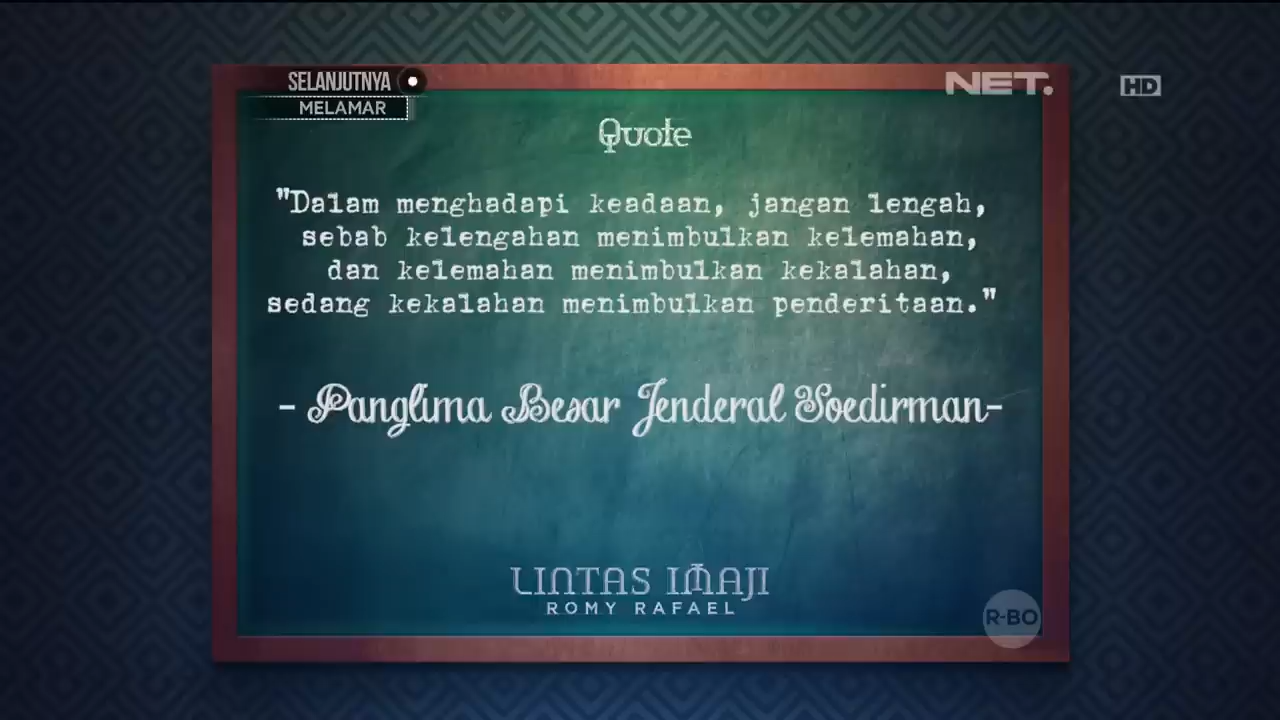 SELANJUTNYA
MELAMAR
NET.
HD
Quote
"Dalam menghadapi keadaan, jangan lengah,
sebab kelengahan menimbulkan kelemahan,
dan kelemahan menimbulkan kekalahan,
sedang kekalahan menimbulkan penderitaan."
- Panglima Besar Jenderal Soedirman-
LINTAS IMAJI
ROMY RAFAEL
R-BO